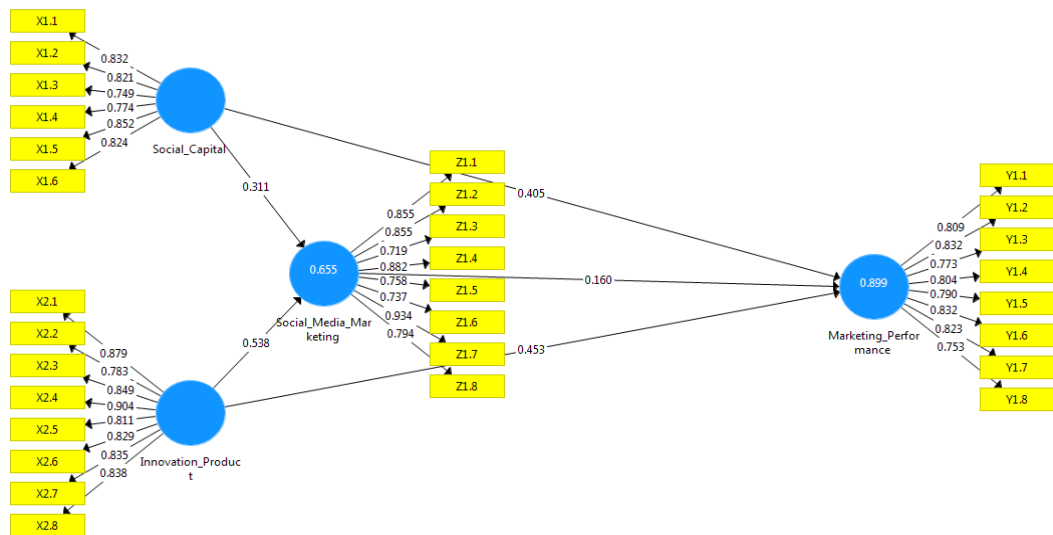 X1.1
X1.2
X1.3
X1.4
X1.5
X1.6
0.832
0.821
0.749
0.774
0.852
0.824
Social_Capital
0.311
0.405
Z1.1
Z1.2
Z1.3
Z1.4
Z1.5
Z1.6
Z1.7
Z1.8
0.855
0.855
0.719
0.882
0.758
0.737
0.934
0.794
0.655
Social_Media_Mar
keting
0.160
0.538
0.453
X2.1
X2.2
X2.3
X2.4
X2.5
X2.6
X2.7
X2.8
0.879
0.783
0.849
0.904
0.811
0.829
0.835
0.838
Innovation_Produc
t
0.899
Marketing_Perfor
mance
0.809
0.832
0.773
0.804
0.790
0.832
0.823
0.753
Y1.1
Y1.2
Y1.3
Y1.4
Y1.5
Y1.6
Y1.7
Y1.8